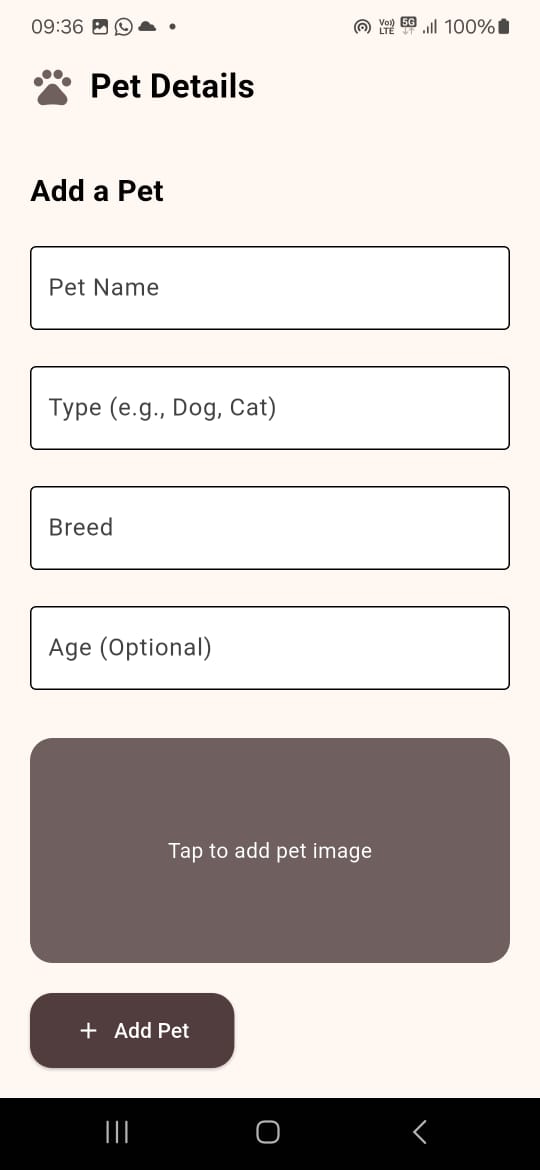 09:36 Vo)) LTE 5G 100%
Pet Details
Add a Pet
Pet Name
Type (e.g., Dog, Cat)
Breed
Age (Optional)
Tap to add pet image
+ Add Pet